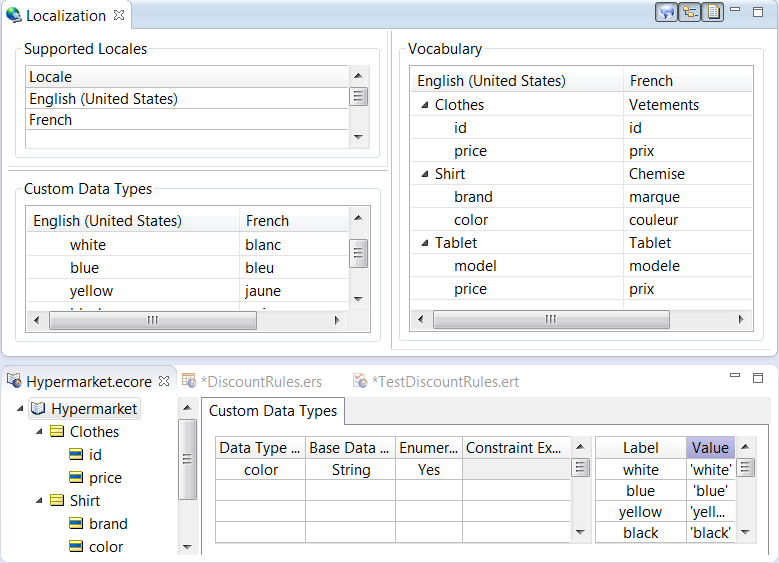 Localization
Supported Locales
Locale
English (United States)
French
Custom Data Types
English (United States) French
white blanc
blue bleu
yellow jaune
Vocabulary
English (United States) French
Clothes Vetements
id id
price prix
Shirt Chemise
brand marque
color couleur
Tablet Tablet
model modele
price prix
Hypermarket.ecore *DiscountRules.ers *TestDiscountRules.ert
Hypermarket
Clothes
id
price
Shirt
brand
color
Custom Data Types
Data Type ... Base Data ... Enumer... Constraint Ex...
color String Yes
Label Value
white 'white'
blue 'blue'
yellow 'yell...
black 'black'